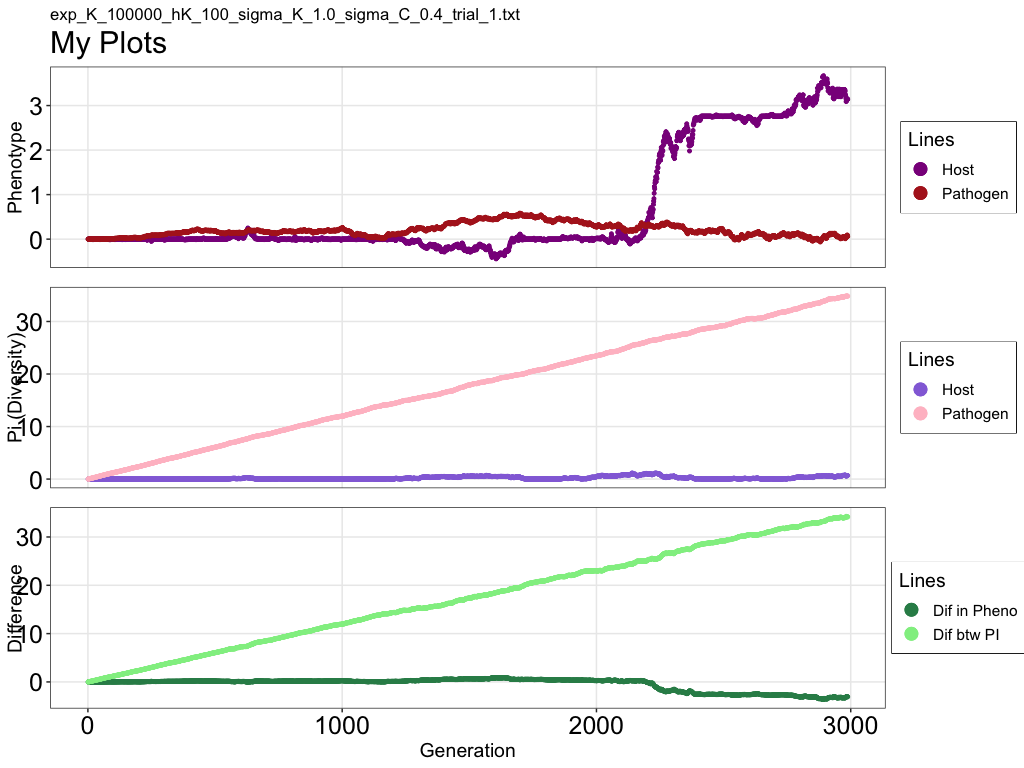 exp_K_100000_hK_100_sigma_K_1.0_sigma_C_0.4_trial_1.txt
My Plots
Phenotype
3
2
1
0
Lines
Host
Pathogen
Pi (Diversity)
30
20
10
0
Lines
Host
Pathogen
Difference
30
20
10
0
Lines
Dif in Pheno
Dif btw PI
0
1000
2000
3000
Generation